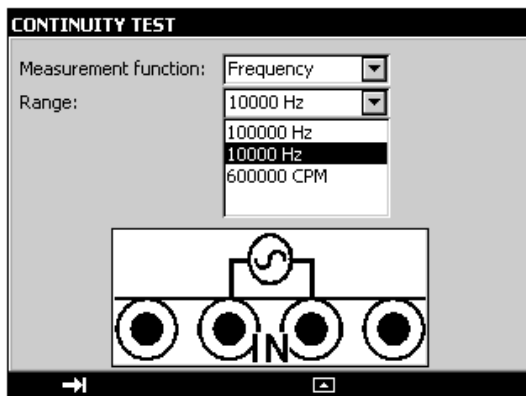 CONTINUITY TEST
Measurement function: Frequency
Range: 10000 Hz
100000 Hz
10000 Hz
600000 CPM
IN